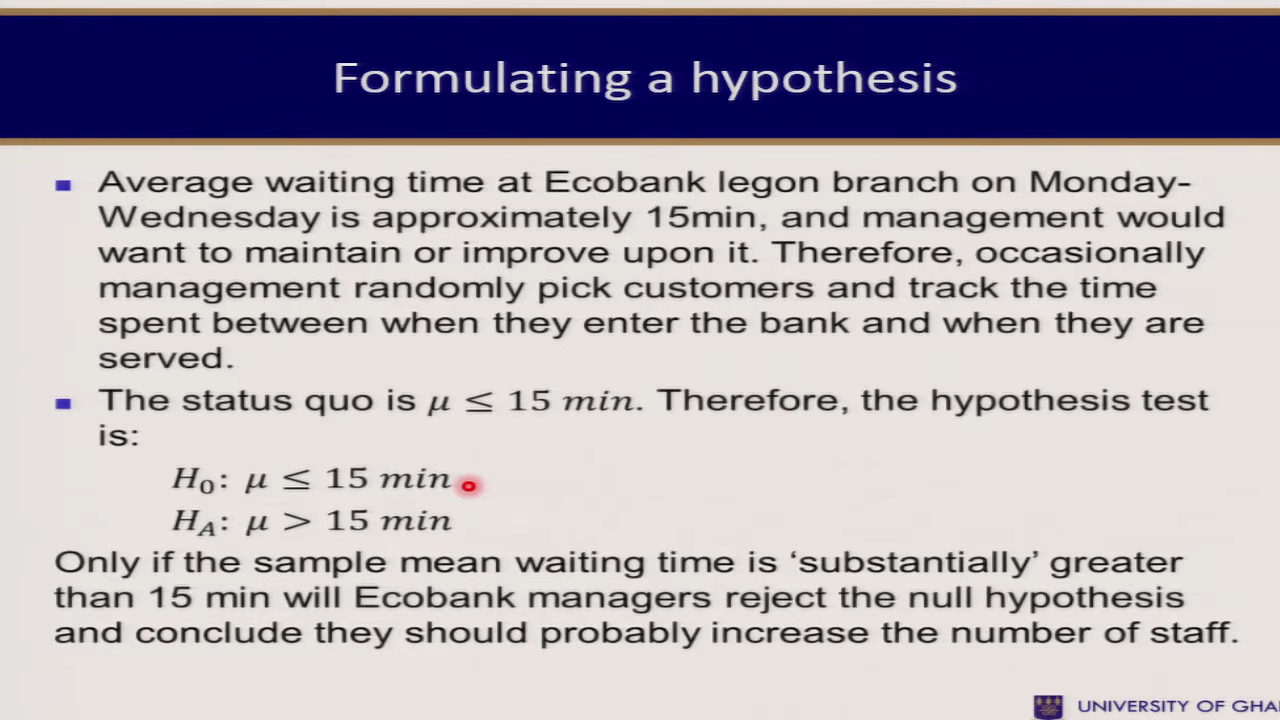 Formulating a hypothesis
Average waiting time at Ecobank legon branch on Monday-
Wednesday is approximately 15min, and management would
want to maintain or improve upon it. Therefore, occasionally
management randomly pick customers and track the time
spent between when they enter the bank and when they are
served.
The status quo is μ ≤ 15 min. Therefore, the hypothesis test
is:
H₀: μ ≤ 15 min
H_A: μ > 15 min
Only if the sample mean waiting time is ‘substantially’ greater
than 15 min will Ecobank managers reject the null hypothesis
and conclude they should probably increase the number of staff.
UNIVERSITY OF GHA